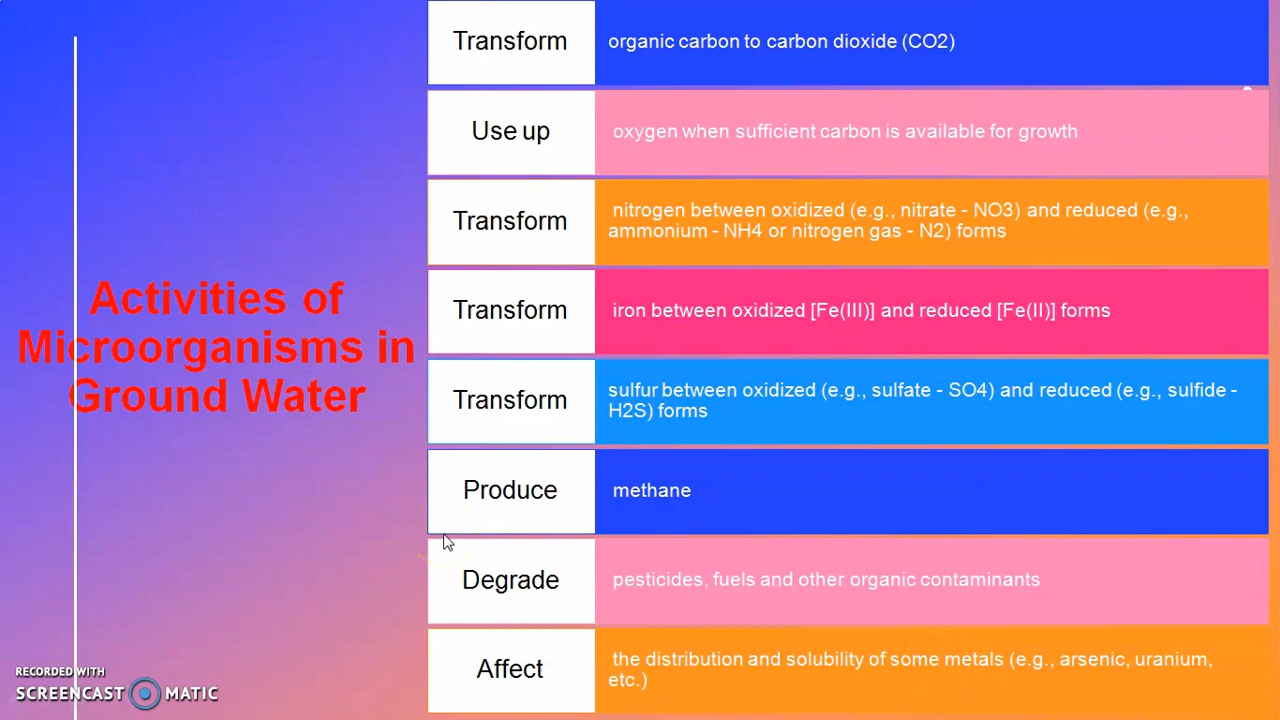 Activities of
Microorganisms in
Ground Water
Transform
organic carbon to carbon dioxide (CO2)
Use up
oxygen when sufficient carbon is available for growth
Transform
nitrogen between oxidized (e.g., nitrate - NO3) and reduced (e.g.,
ammonium - NH4 or nitrogen gas - N2) forms
Transform
iron between oxidized [Fe(III)] and reduced [Fe(II)] forms
Transform
sulfur between oxidized (e.g., sulfate - SO4) and reduced (e.g., sulfide -
H2S) forms
Produce
methane
Degrade
pesticides, fuels and other organic contaminants
Affect
the distribution and solubility of some metals (e.g., arsenic, uranium,
etc.)
RECORDED WITH
SCREENCAST MATIC